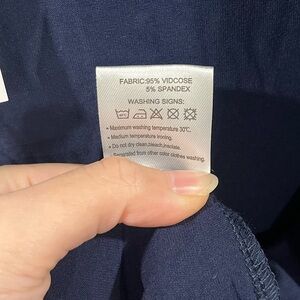 FABRIC:95% VIDCOSE
5% SPANDEX
WASHING SIGNS:
• Maximum washing temperature 30℃.
• Medium temperature ironing.
• Do not dry clean,bleach,insolate.
• Separated from other color clothes washing.